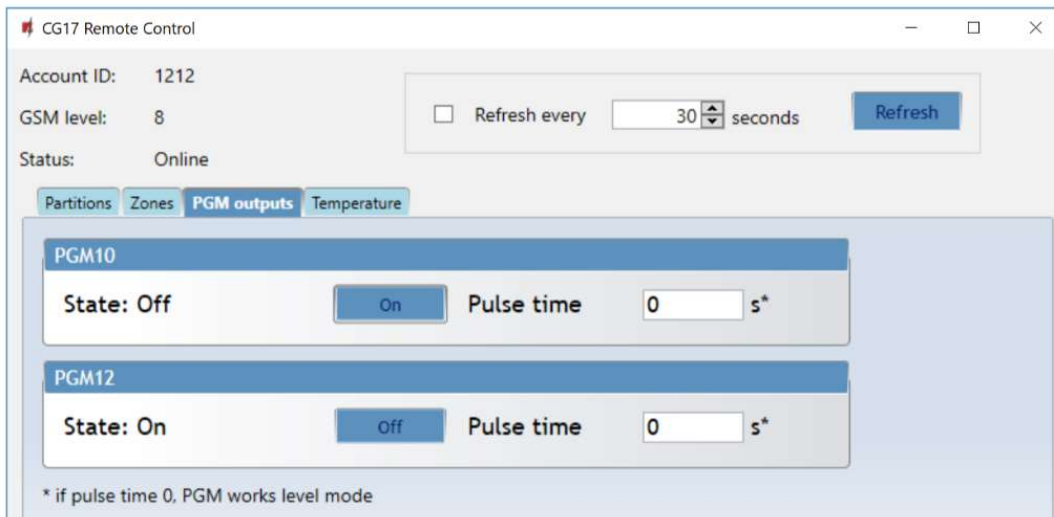 CG17 Remote Control
Account ID: 1212
GSM level: 8
Status: Online
Refresh every 30 seconds Refresh
Partitions Zones PGM outputs Temperature
PGM10
State: Off On Pulse time 0 s*
PGM12
State: On Off Pulse time 0 s*
* if pulse time 0, PGM works level mode